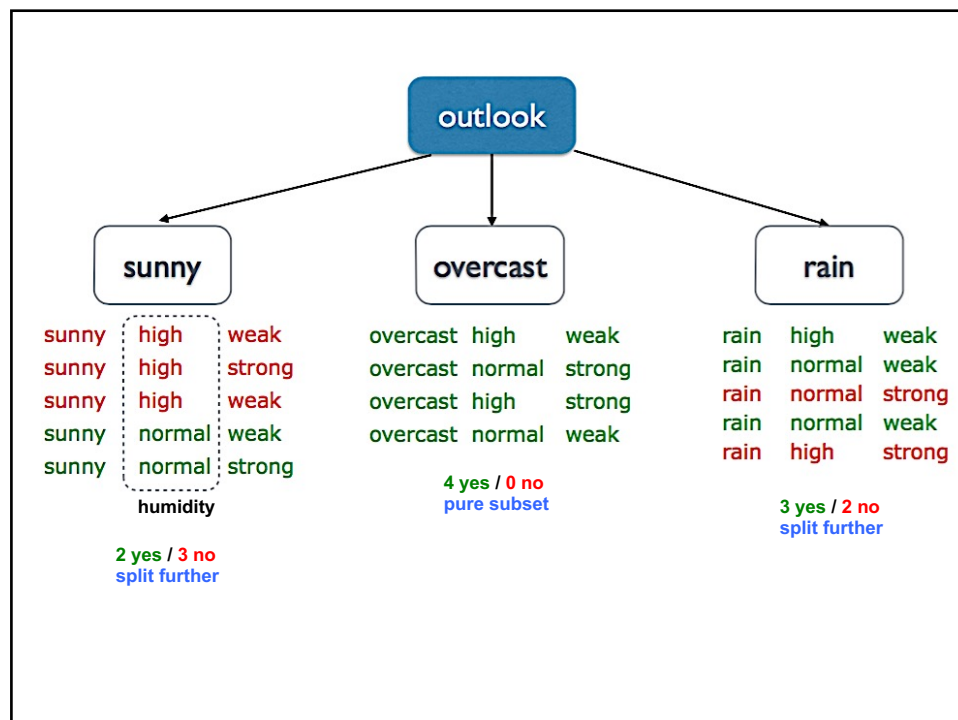 outlook
sunny
overcast
rain
sunny high weak
sunny high strong
sunny high weak
sunny normal weak
sunny normal strong
humidity
2 yes / 3 no
split further
overcast high weak
overcast normal strong
overcast high strong
overcast normal weak
4 yes / 0 no
pure subset
rain high weak
rain normal weak
rain normal strong
rain normal weak
rain high strong
3 yes / 2 no
split further